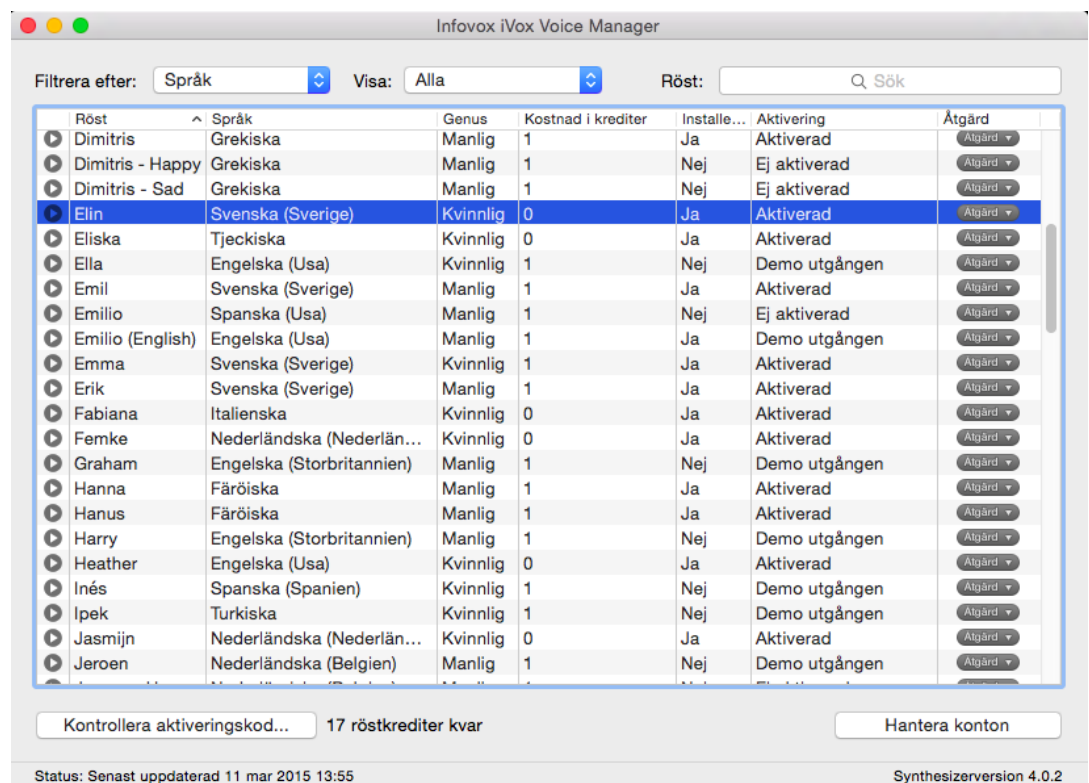 Infovox iVox Voice Manager
Filtrera efter: Språk Visa: Alla Röst: Sök
Röst Språk Genus Kostnad i krediter Installe... Aktivering Åtgärd
Dimitris Grekiska Manlig 1 Ja Aktiverad Åtgärd
Dimitris - Happy Grekiska Manlig 1 Nej Ej aktiverad Åtgärd
Dimitris - Sad Grekiska Manlig 1 Nej Ej aktiverad Åtgärd
Elin Svenska (Sverige) Kvinnlig 0 Ja Aktiverad Åtgärd
Eliska Tjeckiska Kvinnlig 0 Ja Aktiverad Åtgärd
Ella Engelska (Usa) Kvinnlig 1 Nej Demo utgången Åtgärd
Emil Svenska (Sverige) Manlig 1 Ja Aktiverad Åtgärd
Emilio Spanska (Usa) Manlig 1 Nej Ej aktiverad Åtgärd
Emilio (English) Engelska (Usa) Manlig 1 Ja Demo utgången Åtgärd
Emma Svenska (Sverige) Kvinnlig 1 Ja Aktiverad Åtgärd
Erik Svenska (Sverige) Manlig 1 Ja Aktiverad Åtgärd
Fabiana Italienska Kvinnlig 0 Ja Aktiverad Åtgärd
Femke Nederländska (Nederlän... Kvinnlig 0 Ja Aktiverad Åtgärd
Graham Engelska (Storbritannien) Manlig 1 Nej Demo utgången Åtgärd
Hanna Färöiska Manlig 1 Ja Aktiverad Åtgärd
Hanus Färöiska Manlig 1 Ja Aktiverad Åtgärd
Harry Engelska (Storbritannien) Manlig 1 Nej Demo utgången Åtgärd
Heather Engelska (Usa) Kvinnlig 0 Ja Aktiverad Åtgärd
Inés Spanska (Spanien) Kvinnlig 1 Nej Demo utgången Åtgärd
Ipek Turkiska Kvinnlig 1 Nej Demo utgången Åtgärd
Jasmijn Nederländska (Nederlän... Kvinnlig 0 Ja Aktiverad Åtgärd
Jeroen Nederländska (Belgien) Manlig 1 Nej Demo utgången Åtgärd
Kontrollera aktiveringskod... 17 röstkrediter kvar Hantera konton
Status: Senast uppdaterad 11 mar 2015 13:55 Synthesizerversion 4.0.2